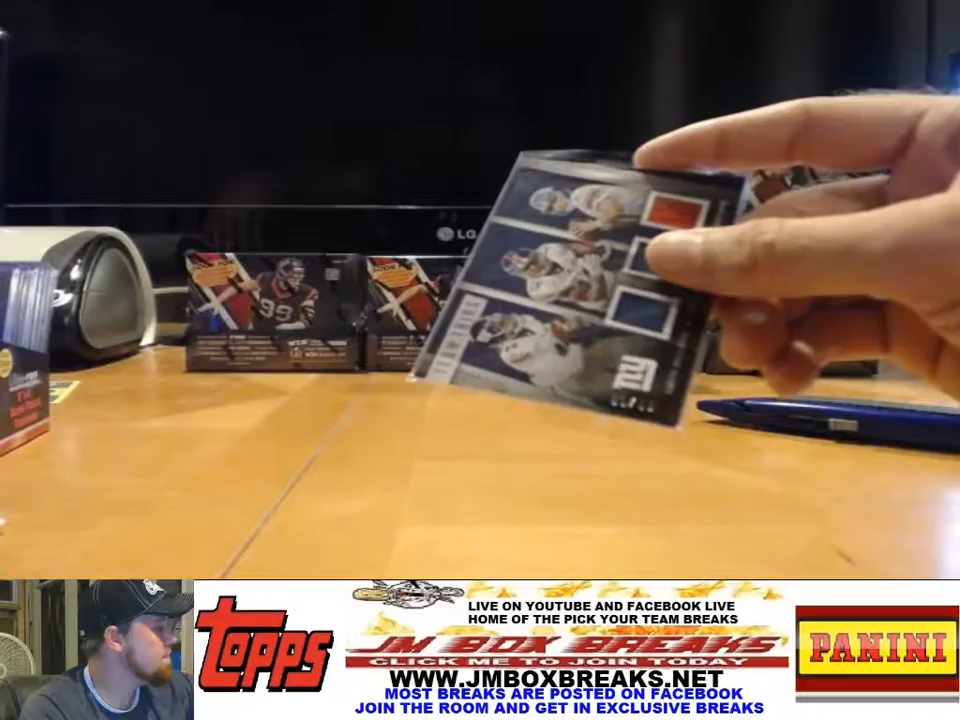 LG
99
NY
TOPPS
LIVE ON YOUTUBE AND FACEBOOK LIVE
HOME OF THE PICK YOUR TEAM BREAKS
JM BOX BREAKS
CLICK ME TO JOIN TODAY
WWW.JMBOXBREAKS.NET
MOST BREAKS ARE POSTED ON FACEBOOK
JOIN THE ROOM AND GET IN EXCLUSIVE BREAKS
PANINI